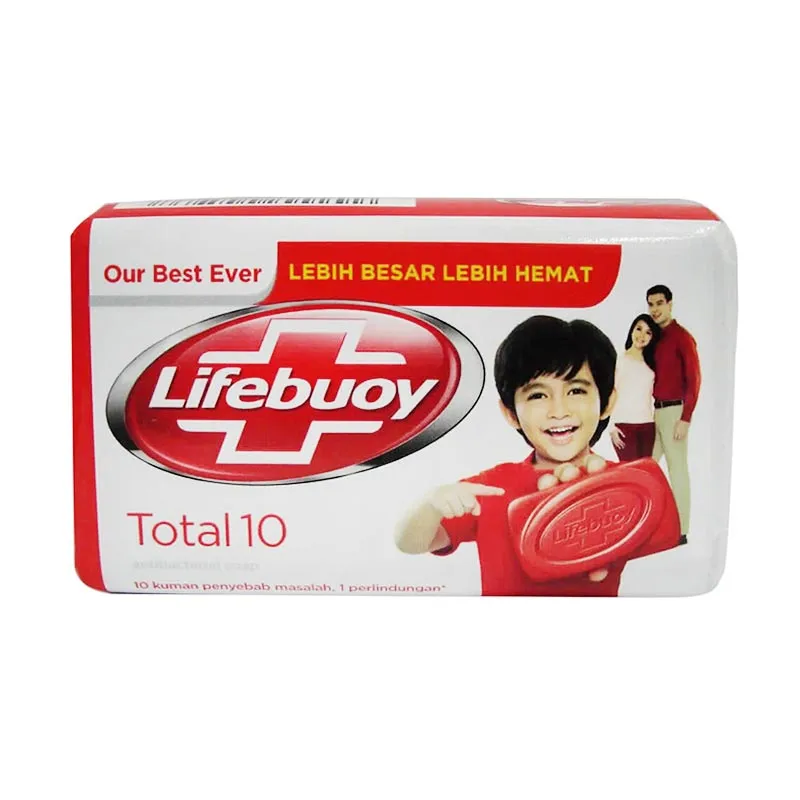 Our Best Ever
LEBIH BESAR LEBIH HEMAT
Lifebuoy
Total 10
antibacterial soap
10 kuman penyebab masalah, 1 perlindungan*
Lifebuoy